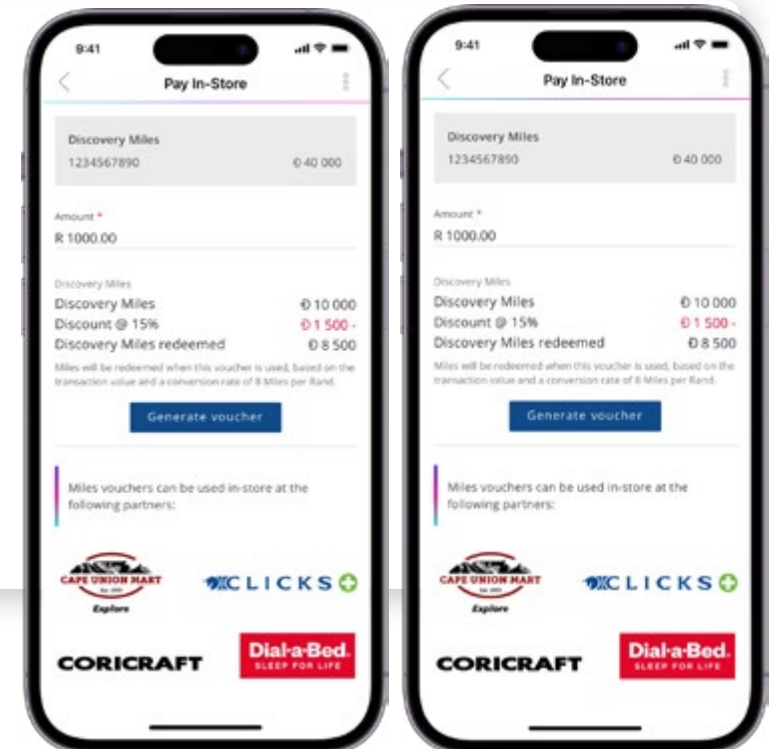 9:41
Pay In-Store
Discovery Miles
1234567890 Đ 40 000
Amount *
R 1000.00
Discovery Miles
Discovery Miles Đ 10 000
Discount @ 15% Đ 1 500 -
Discovery Miles redeemed Đ 8 500
Miles will be redeemed when this voucher is used, based on the
transaction value and a conversion rate of 8 Miles per Rand.
Generate voucher
Miles vouchers can be used in-store at the
following partners:
CAPE UNION MART
Explore
CLICKS
CORICRAFT
Dial•a•Bed.
SLEEP FOR LIFE
9:41
Pay In-Store
Discovery Miles
1234567890 Đ 40 000
Amount *
R 1000.00
Discovery Miles
Discovery Miles Đ 10 000
Discount @ 15% Đ 1 500 -
Discovery Miles redeemed Đ 8 500
Miles will be redeemed when this voucher is used, based on the
transaction value and a conversion rate of 8 Miles per Rand.
Generate voucher
Miles vouchers can be used in-store at the
following partners:
CAPE UNION MART
Explore
CLICKS
CORICRAFT
Dial•a•Bed.
SLEEP FOR LIFE